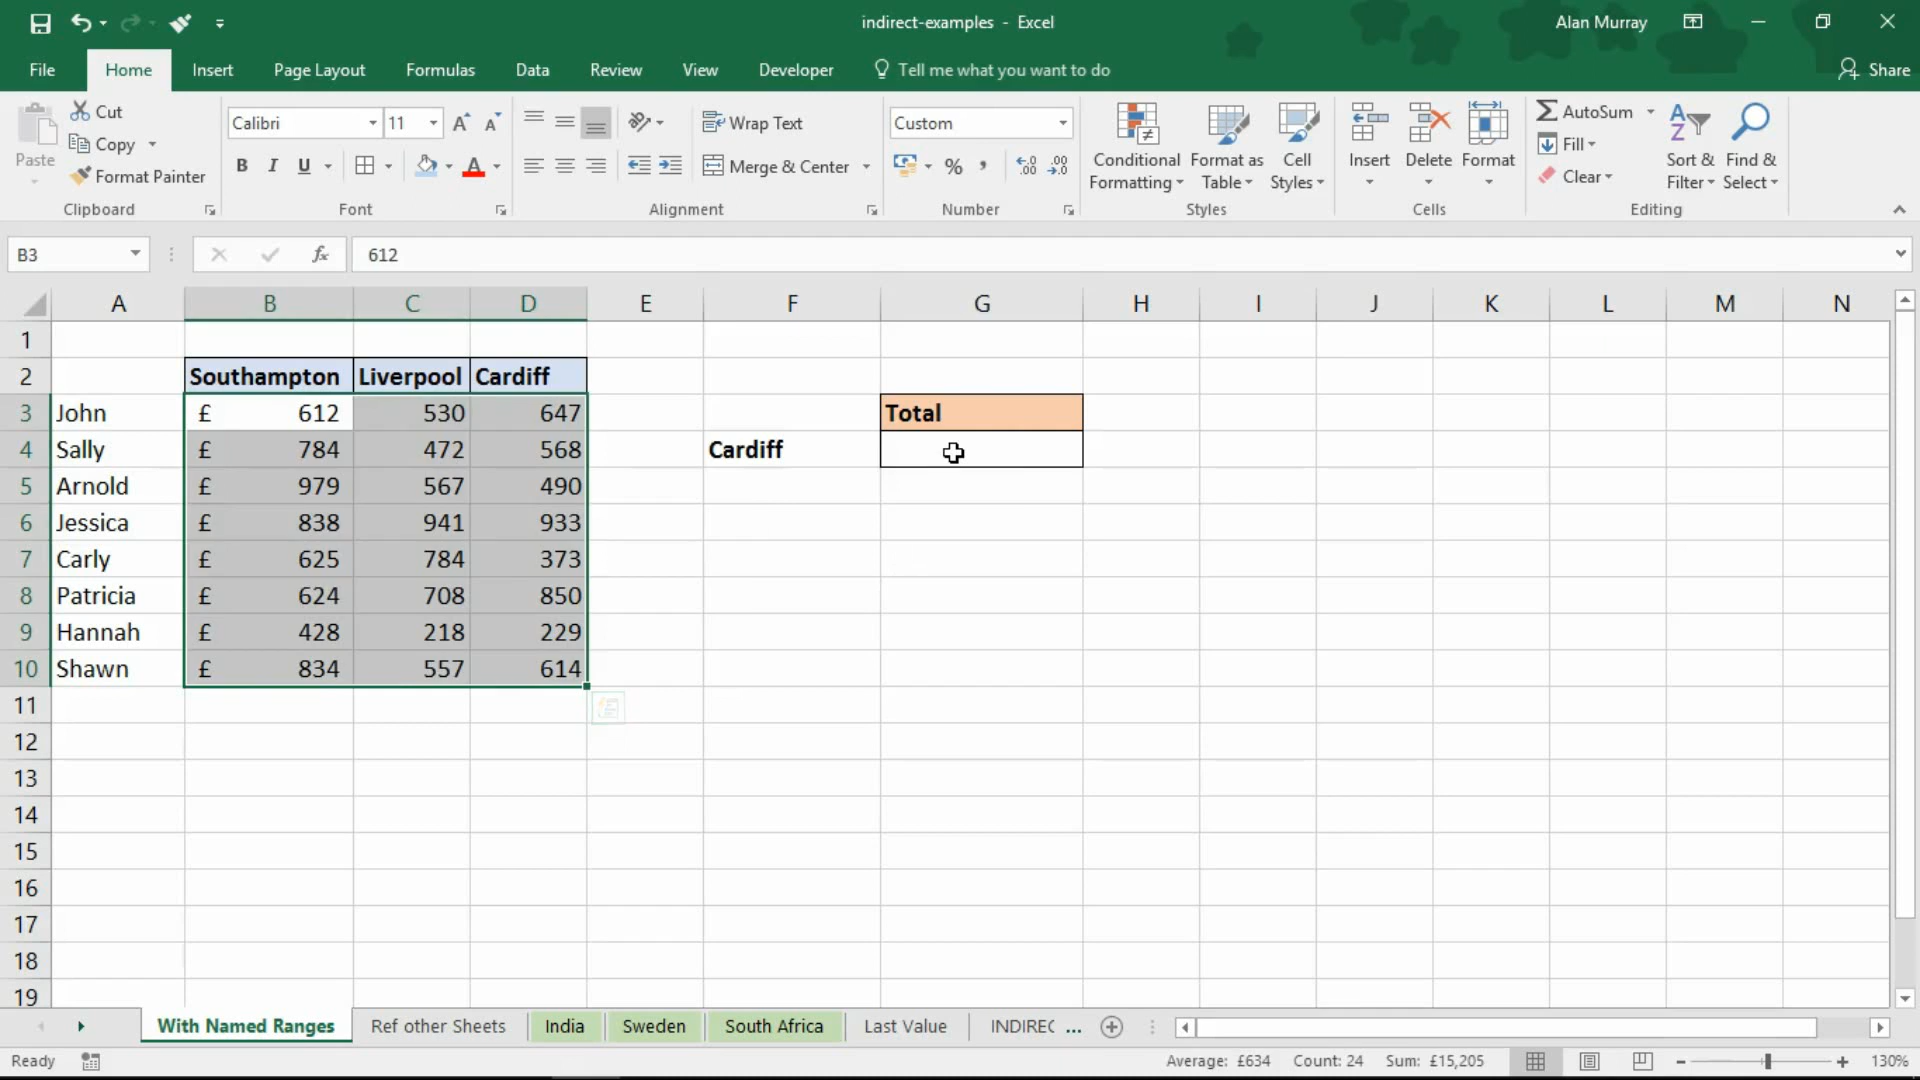 indirect-examples - Excel
Alan Murray
File Home Insert Page Layout Formulas Data Review View Developer Tell me what you want to do Share
Paste
Cut
Copy
Format Painter
Clipboard
Calibri 11
B I U
Font
Wrap Text
Merge & Center
Alignment
Custom
%
Number
Conditional Formatting
Format as Table
Cell Styles
Styles
Insert
Delete
Format
Cells
AutoSum
Fill
Clear
Sort & Filter
Find & Select
Editing
B3 fx 612
A B C D E F G H I J K L M N
1
2 Southampton Liverpool Cardiff
3 John £ 612 530 647 Total
4 Sally £ 784 472 568 Cardiff
5 Arnold £ 979 567 490
6 Jessica £ 838 941 933
7 Carly £ 625 784 373
8 Patricia £ 624 708 850
9 Hannah £ 428 218 229
10 Shawn £ 834 557 614
11
12
13
14
15
16
17
18
19
With Named Ranges Ref other Sheets India Sweden South Africa Last Value INDIREC ...
Ready Average: £634 Count: 24 Sum: £15,205 130%